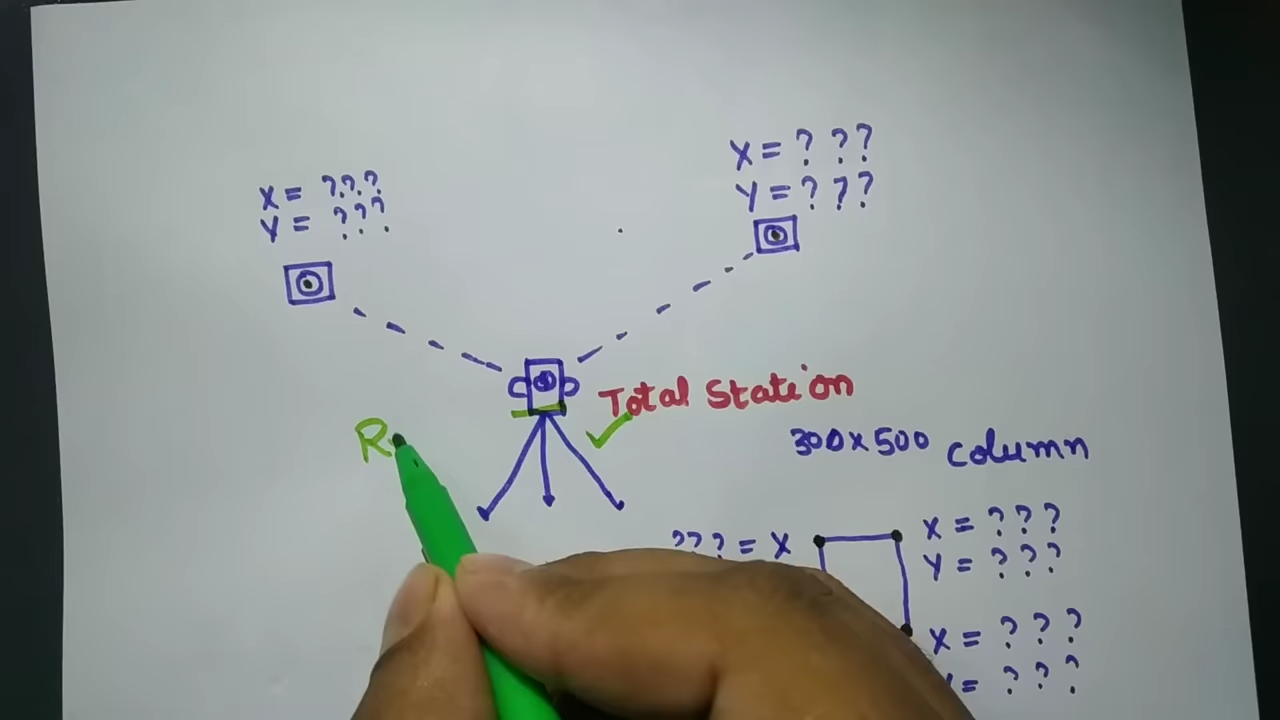 X = ? ? ?
Y = ? ? ?
X = ???
Y = ???
Total Station
R
300x500 column
??? = X
X = ???
Y = ???
X = ? ? ?
= ? ? ?